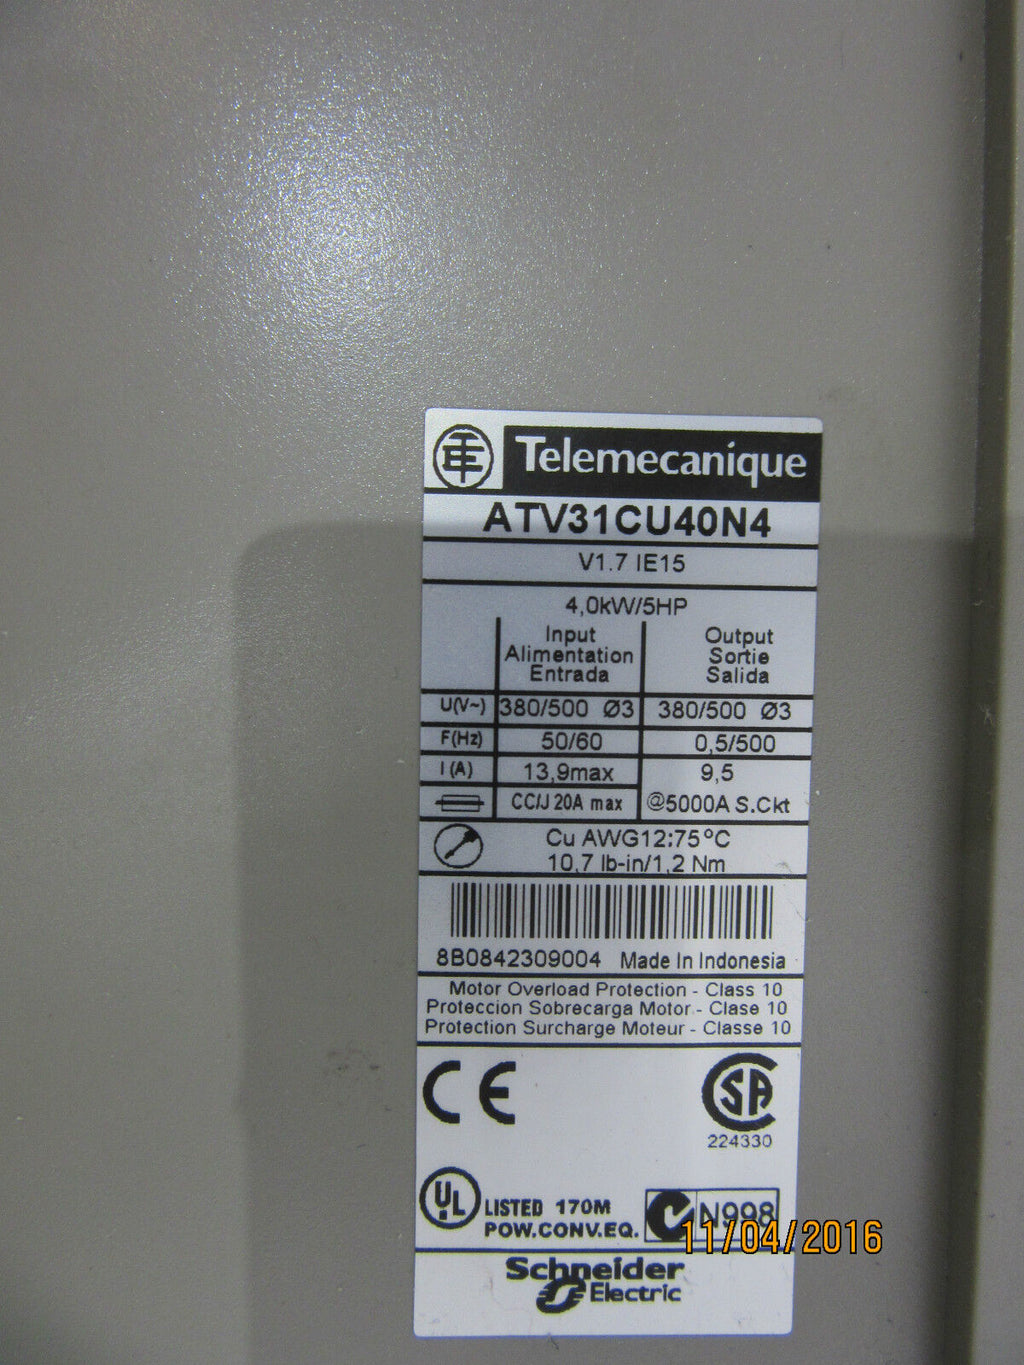 Telemecanique
ATV31CU40N4
V1.7 IE15
4,0kW/5HP
Input Output
Alimentation Sortie
Entrada Salida
U(V~) 380/500 Ø3 380/500 Ø3
F(Hz) 50/60 0,5/500
I (A) 13,9max 9,5
CC/J 20A max @5000A S.Ckt
Cu AWG12:75°C
10,7 lb-in/1,2 Nm
8B0842309004 Made In Indonesia
Motor Overload Protection - Class 10
Proteccion Sobrecarga Motor - Clase 10
Protection Surcharge Moteur - Classe 10
CE
SA
224330
UL LISTED 170M
POW.CONV.EQ.
N998
11/04/2016
Schneider
Electric